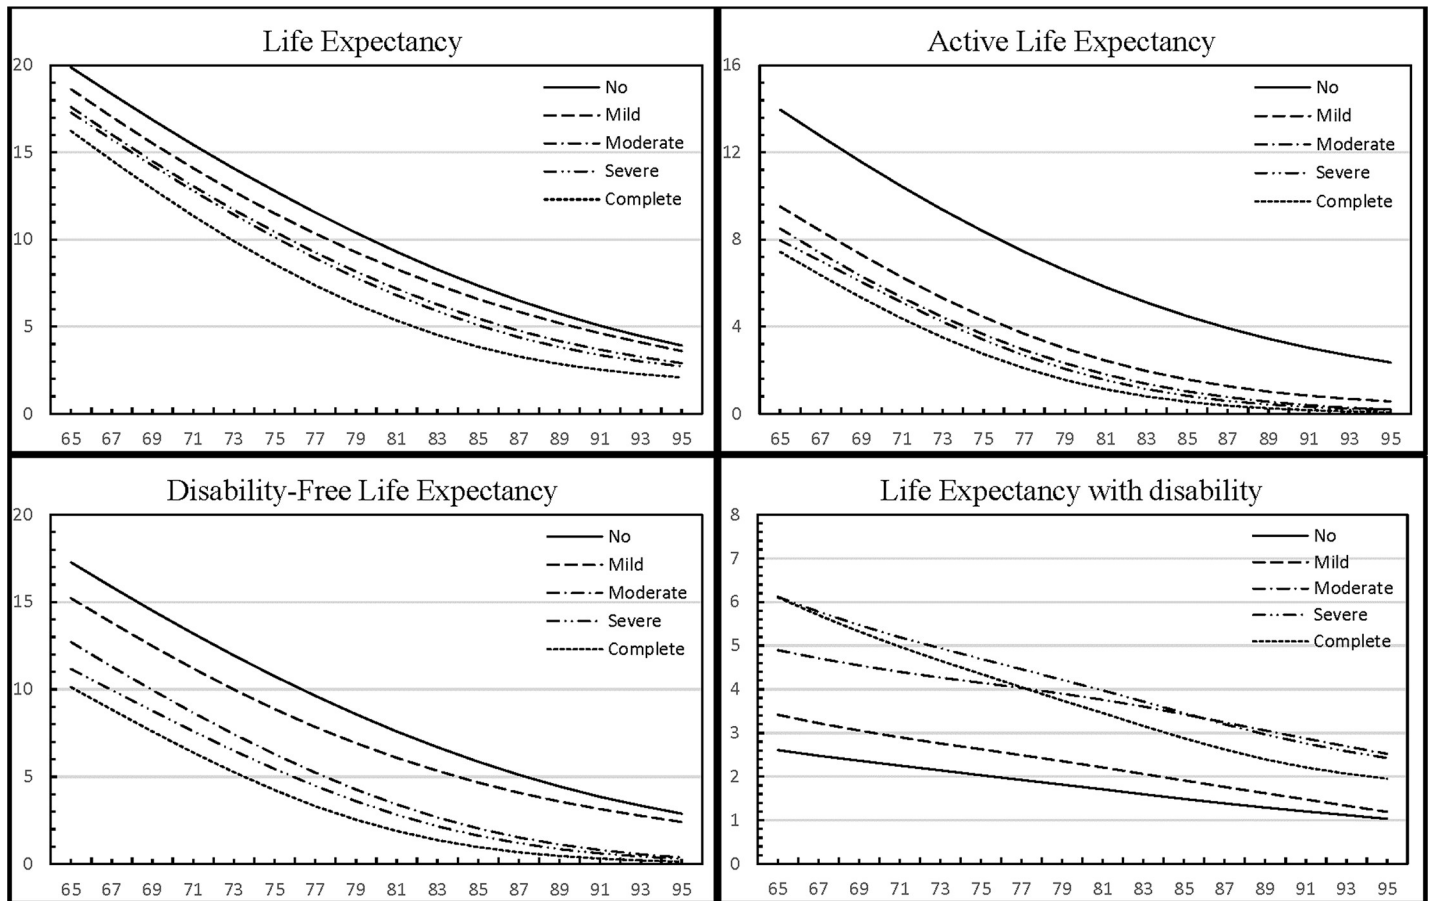 Life Expectancy
20
15
10
5
0
No
Mild
Moderate
Severe
Complete
65 67 69 71 73 75 77 79 81 83 85 87 89 91 93 95
Active Life Expectancy
16
12
8
4
0
No
Mild
Moderate
Severe
Complete
65 67 69 71 73 75 77 79 81 83 85 87 89 91 93 95
Disability-Free Life Expectancy
20
15
10
5
0
No
Mild
Moderate
Severe
Complete
65 67 69 71 73 75 77 79 81 83 85 87 89 91 93 95
Life Expectancy with disability
8
7
6
5
4
3
2
1
0
No
Mild
Moderate
Severe
Complete
65 67 69 71 73 75 77 79 81 83 85 87 89 91 93 95